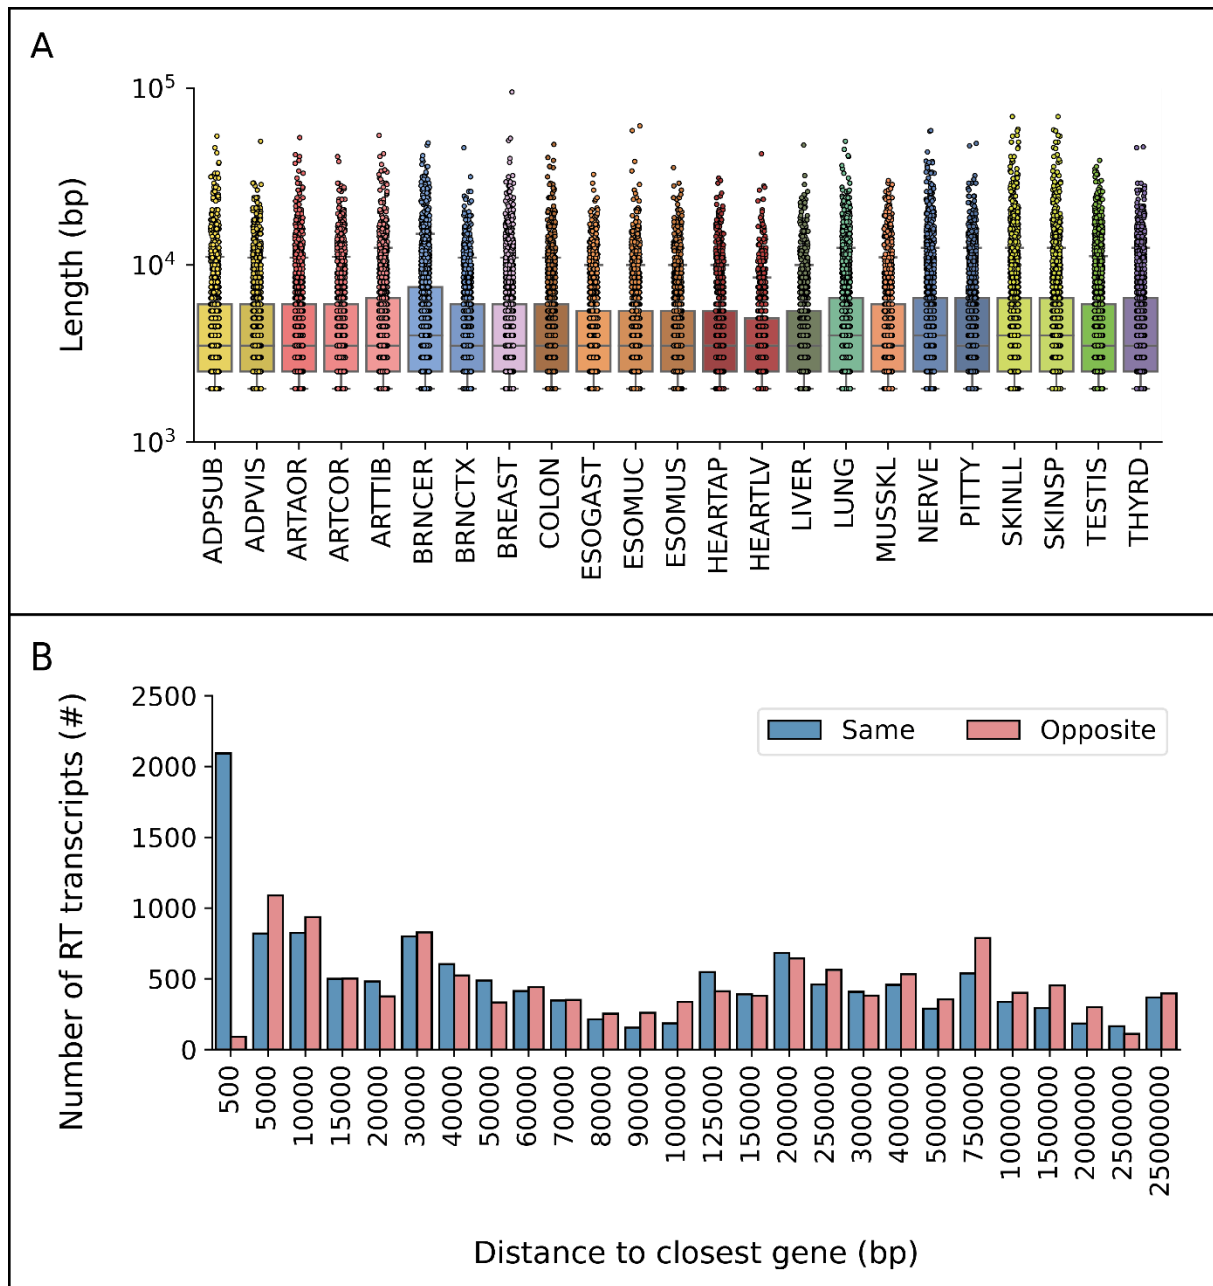 A
Length (bp)
10^5
10^4
10^3
ADPSUB
ADPVIS
ARTAOR
ARTCOR
ARTTIB
BRNCER
BRNCTX
BREAST
COLON
ESOGAST
ESOMUC
ESOMUS
HEARTAP
HEARTLV
LIVER
LUNG
MUSSKL
NERVE
PITTY
SKINLL
SKINSP
TESTIS
THYRD
B
Number of RT transcripts (#)
2500
2000
1500
1000
500
0
Same
Opposite
500
5000
10000
15000
20000
30000
40000
50000
60000
70000
80000
90000
100000
125000
150000
200000
250000
300000
400000
500000
750000
1000000
1500000
2000000
2500000
25000000
Distance to closest gene (bp)